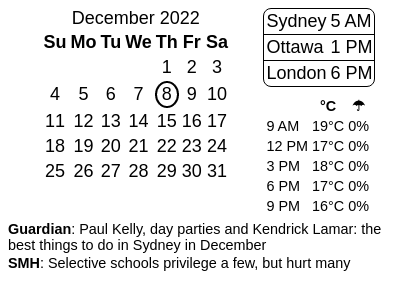 December 2022
Su Mo Tu We Th Fr Sa
1 2 3
4 5 6 7 8 9 10
11 12 13 14 15 16 17
18 19 20 21 22 23 24
25 26 27 28 29 30 31
Sydney 5 AM
Ottawa 1 PM
London 6 PM
°C ☂
9 AM 19°C 0%
12 PM 17°C 0%
3 PM 18°C 0%
6 PM 17°C 0%
9 PM 16°C 0%
Guardian: Paul Kelly, day parties and Kendrick Lamar: the
best things to do in Sydney in December
SMH: Selective schools privilege a few, but hurt many